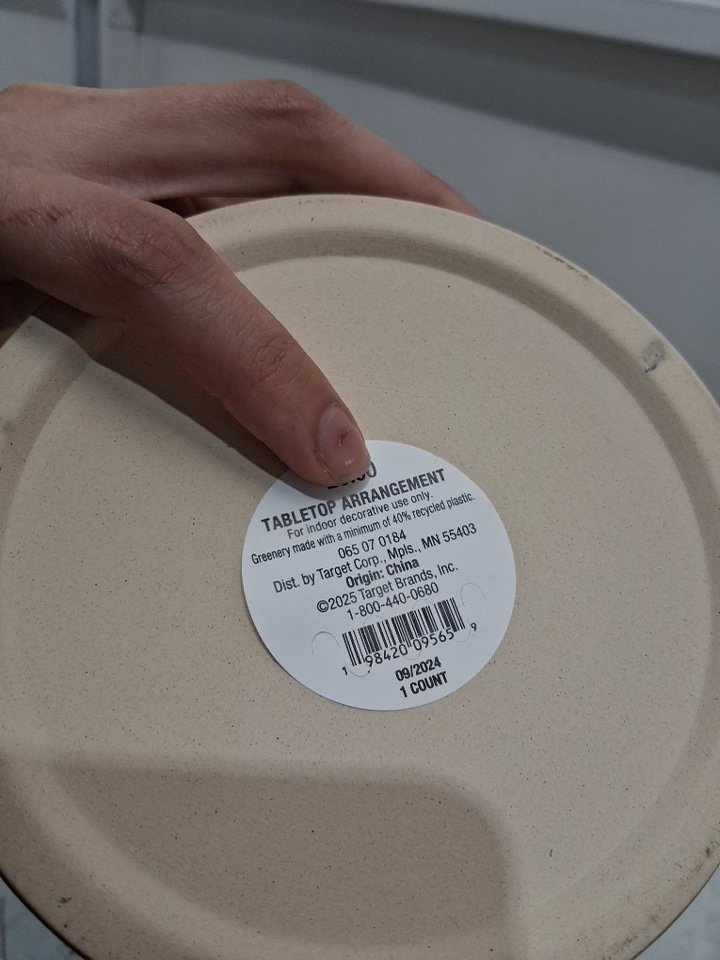 TABLETOP ARRANGEMENT
For indoor decorative use only.
Greenery made with a minimum of 40% recycled plastic.
065 07 0184
Dist. by Target Corp., Mpls., MN 55403
Origin: China
©2025 Target Brands, Inc.
1-800-440-0680
1 98420 09565 9
09/2024
1 COUNT